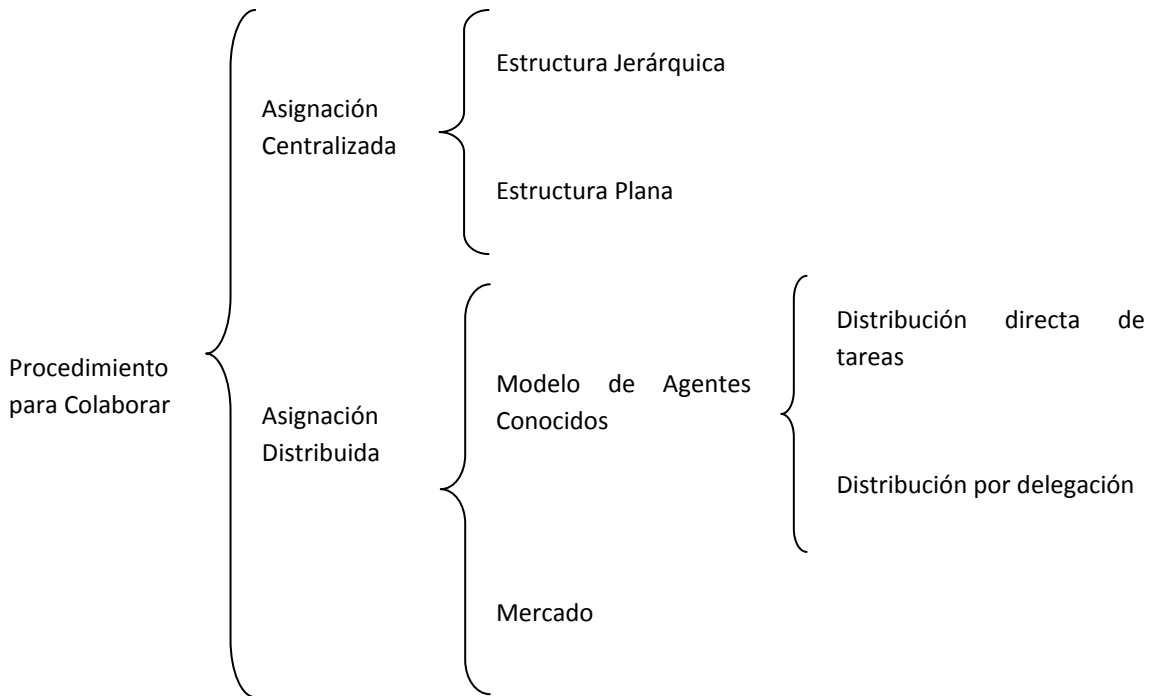 Procedimiento
para Colaborar
Asignación
Centralizada
Estructura Jerárquica
Estructura Plana
Asignación
Distribuida
Modelo de Agentes
Conocidos
Distribución directa de
tareas
Distribución por delegación
Mercado